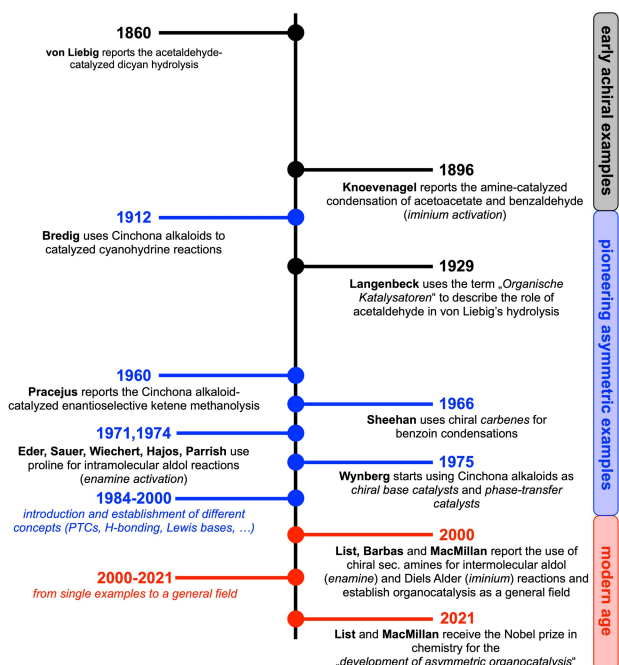 1860
von Liebig reports the acetaldehyde-
catalyzed dicyan hydrolysis
1896
Knoevenagel reports the amine-catalyzed
condensation of acetoacetate and benzaldehyde
(iminium activation)
1912
Bredig uses Cinchona alkaloids to
catalyzed cyanohydrine reactions
1929
Langenbeck uses the term „Organische
Katalysatoren“ to describe the role of
acetaldehyde in von Liebig’s hydrolysis
1960
Pracejus reports the Cinchona alkaloid-
catalyzed enantioselective ketene methanolysis
1966
Sheehan uses chiral carbenes for
benzoin condensations
1971,1974
Eder, Sauer, Wiechert, Hajos, Parrish use
proline for intramolecular aldol reactions
(enamine activation)
1975
Wynberg starts using Cinchona alkaloids as
chiral base catalysts and phase-transfer
catalysts
1984-2000
introduction and establishment of different
concepts (PTCs, H-bonding, Lewis bases, …)
2000
List, Barbas and MacMillan report the use of
chiral sec. amines for intermolecular aldol
(enamine) and Diels Alder (iminium) reactions and
establish organocatalysis as a general field
2000-2021
from single examples to a general field
2021
List and MacMillan receive the Nobel prize in
chemistry for the
„development of asymmetric organocatalysis“
early achiral examples
pioneering asymmetric examples
modern age